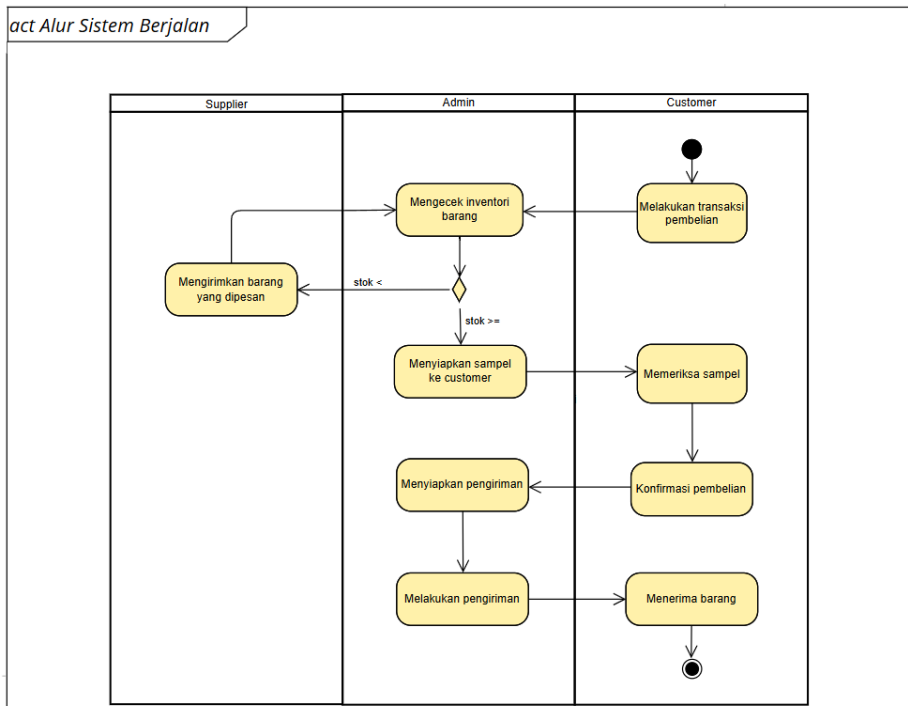 act Alur Sistem Berjalan
Supplier
Admin
Customer
Mengecek inventori
barang
Melakukan transaksi
pembelian
Mengirimkan barang
yang dipesan
stok <
stok >=
Menyiapkan sampel
ke customer
Memeriksa sampel
Menyiapkan pengiriman
Konfirmasi pembelian
Melakukan pengiriman
Menerima barang